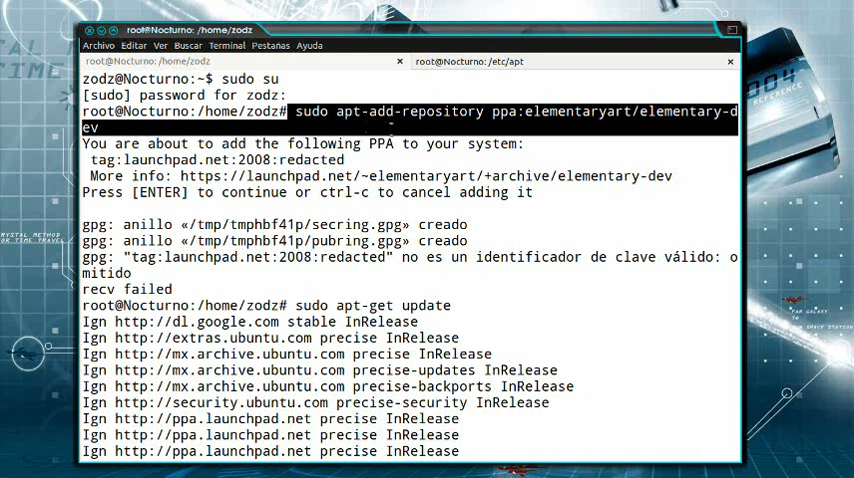 root@Nocturno: /home/zodz
Archivo Editar Ver Buscar Terminal Pestañas Ayuda
root@Nocturno: /home/zodz
root@Nocturno: /etc/apt
zodz@Nocturno:~$ sudo su
[sudo] password for zodz:
root@Nocturno:/home/zodz# sudo apt-add-repository ppa:elementaryart/elementary-d
ev
You are about to add the following PPA to your system:
tag:launchpad.net:2008:redacted
More info: https://launchpad.net/~elementaryart/+archive/elementary-dev
Press [ENTER] to continue or ctrl-c to cancel adding it
gpg: anillo «/tmp/tmphbf41p/secring.gpg» creado
gpg: anillo «/tmp/tmphbf41p/pubring.gpg» creado
gpg: "tag:launchpad.net:2008:redacted" no es un identificador de clave válido: o
mitido
recv failed
root@Nocturno:/home/zodz# sudo apt-get update
Ign http://dl.google.com stable InRelease
Ign http://extras.ubuntu.com precise InRelease
Ign http://mx.archive.ubuntu.com precise InRelease
Ign http://mx.archive.ubuntu.com precise-updates InRelease
Ign http://mx.archive.ubuntu.com precise-backports InRelease
Ign http://security.ubuntu.com precise-security InRelease
Ign http://ppa.launchpad.net precise InRelease
Ign http://ppa.launchpad.net precise InRelease
Ign http://ppa.launchpad.net precise InRelease
CRYSTAL METHOD
OR TIME TRAVEL
FAR GALAXY
SPACE STATION